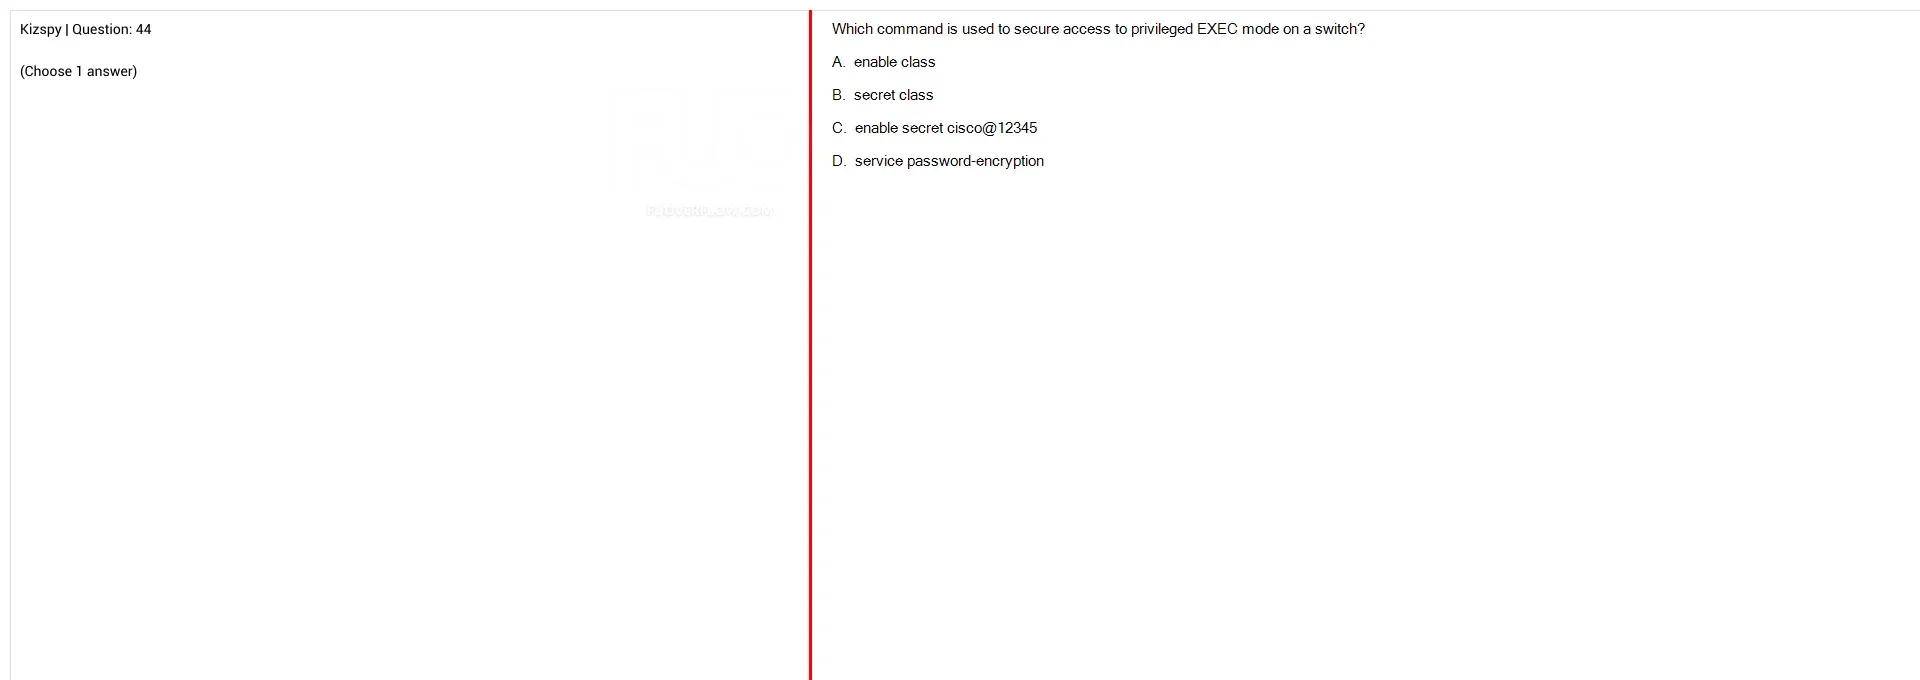 Kizspy | Question: 44
(Choose 1 answer)
Which command is used to secure access to privileged EXEC mode on a switch?
A. enable class
B. secret class
C. enable secret cisco@12345
D. service password-encryption